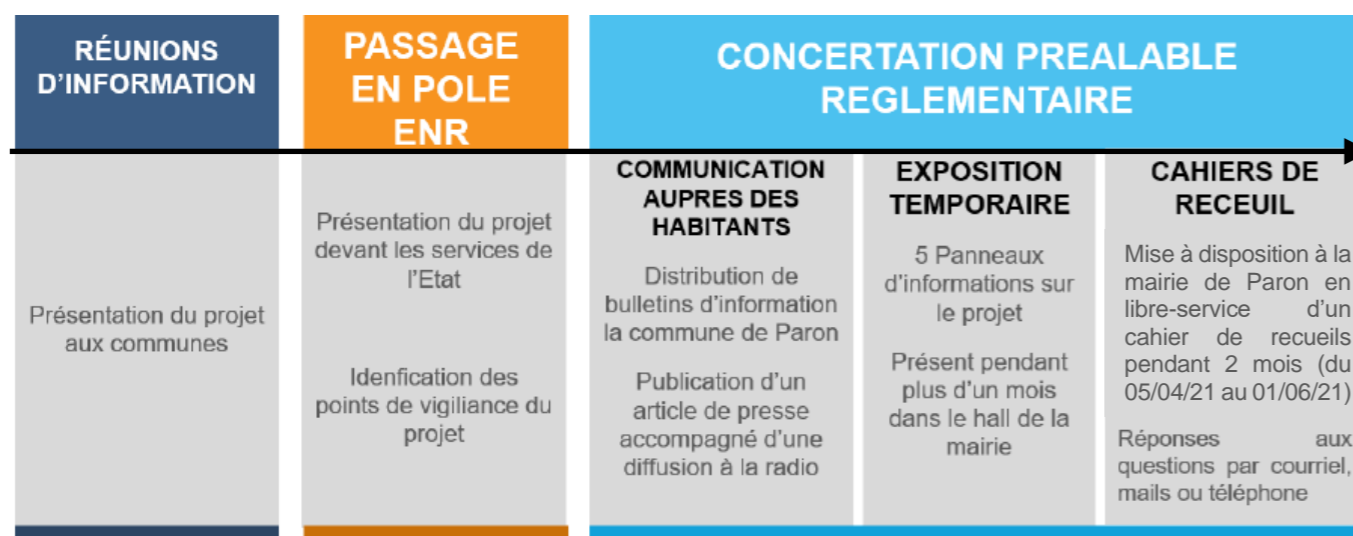 RÉUNIONS
D'INFORMATION
Présentation du projet
aux communes
PASSAGE
EN POLE
ENR
Présentation du projet
devant les services de
l'Etat
Idenfication des
points de vigiliance du
projet
CONCERTATION PREALABLE
REGLEMENTAIRE
COMMUNICATION
AUPRES DES
HABITANTS
Distribution de
bulletins d'information
la commune de Paron
Publication d'un
article de presse
accompagné d'une
diffusion à la radio
EXPOSITION
TEMPORAIRE
5 Panneaux
d'informations sur
le projet
Présent pendant
plus d'un mois
dans le hall de la
mairie
CAHIERS DE
RECEUIL
Mise à disposition à la
mairie de Paron en
libre-service d'un
cahier de recueils
pendant 2 mois (du
05/04/21 au 01/06/21)
Réponses aux
questions par courriel,
mails ou téléphone